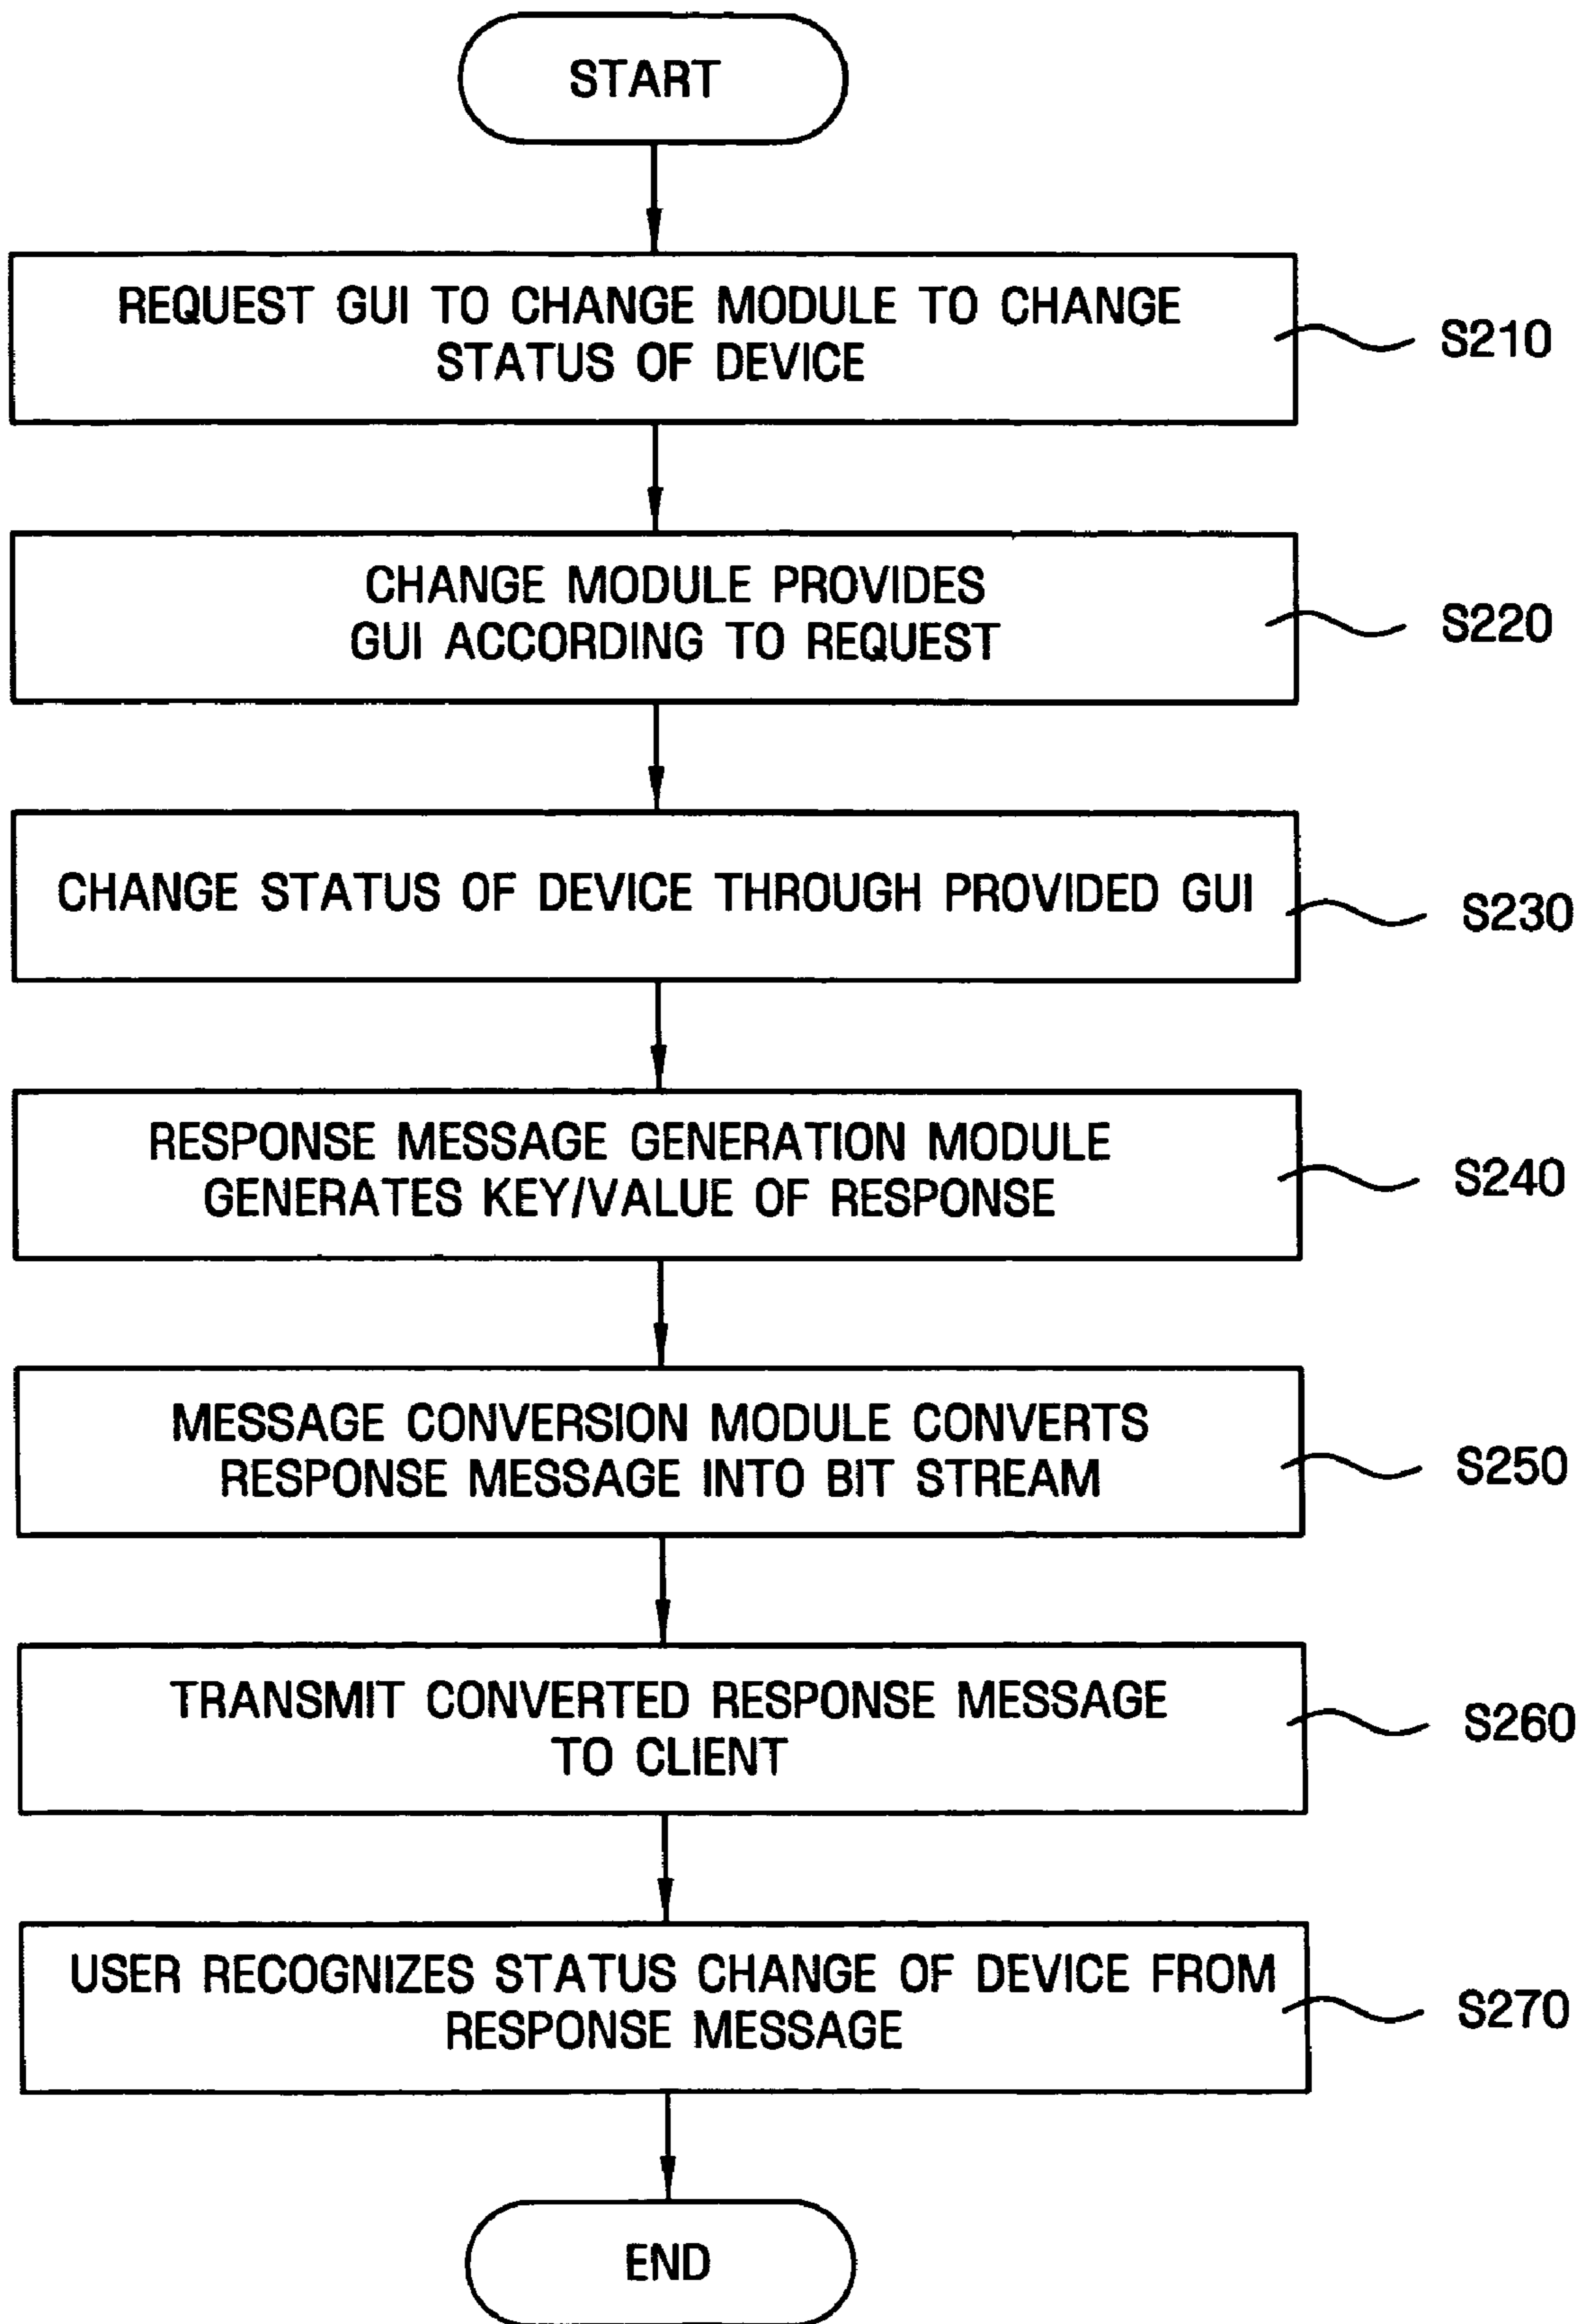 START
REQUEST GUI TO CHANGE MODULE TO CHANGE
STATUS OF DEVICE
S210
CHANGE MODULE PROVIDES
GUI ACCORDING TO REQUEST
S220
CHANGE STATUS OF DEVICE THROUGH PROVIDED GUI
S230
RESPONSE MESSAGE GENERATION MODULE
GENERATES KEY/VALUE OF RESPONSE
S240
MESSAGE CONVERSION MODULE CONVERTS
RESPONSE MESSAGE INTO BIT STREAM
S250
TRANSMIT CONVERTED RESPONSE MESSAGE
TO CLIENT
S260
USER RECOGNIZES STATUS CHANGE OF DEVICE FROM
RESPONSE MESSAGE
S270
END